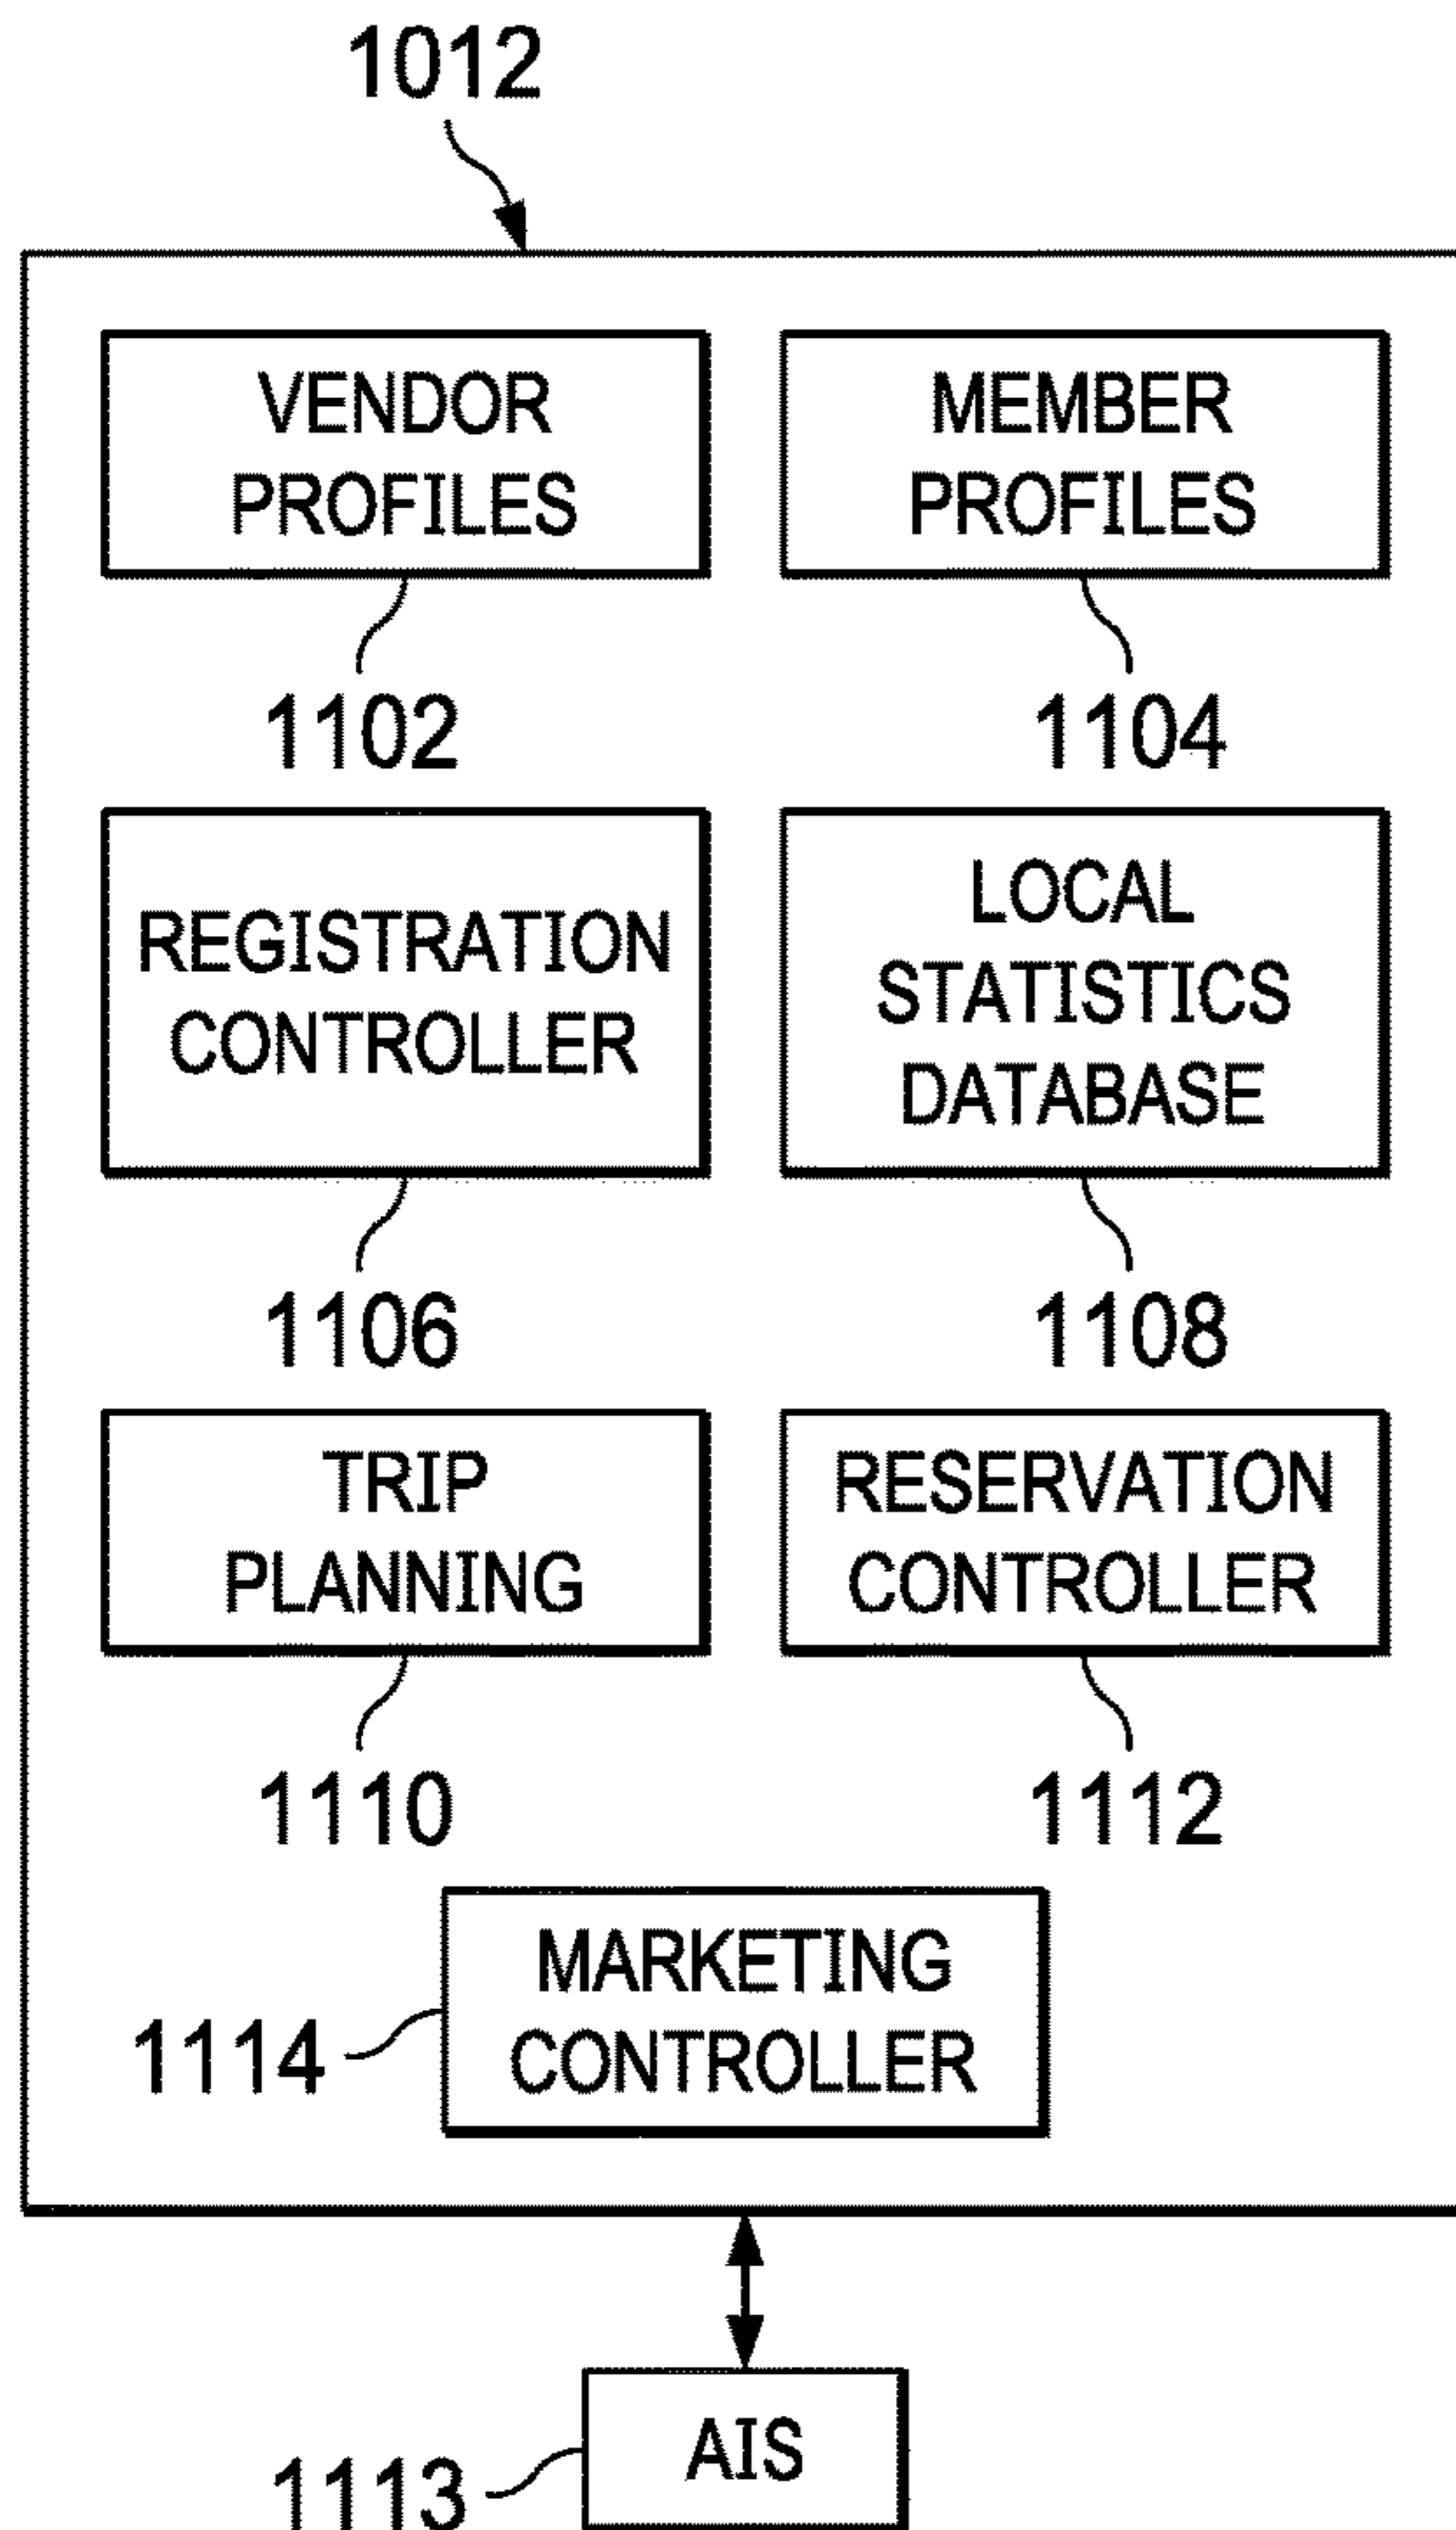 1012
VENDOR
PROFILES
MEMBER
PROFILES
1102
1104
REGISTRATION
CONTROLLER
LOCAL
STATISTICS
DATABASE
1106
1108
TRIP
PLANNING
RESERVATION
CONTROLLER
1110
1112
MARKETING
CONTROLLER
1114
AIS
1113